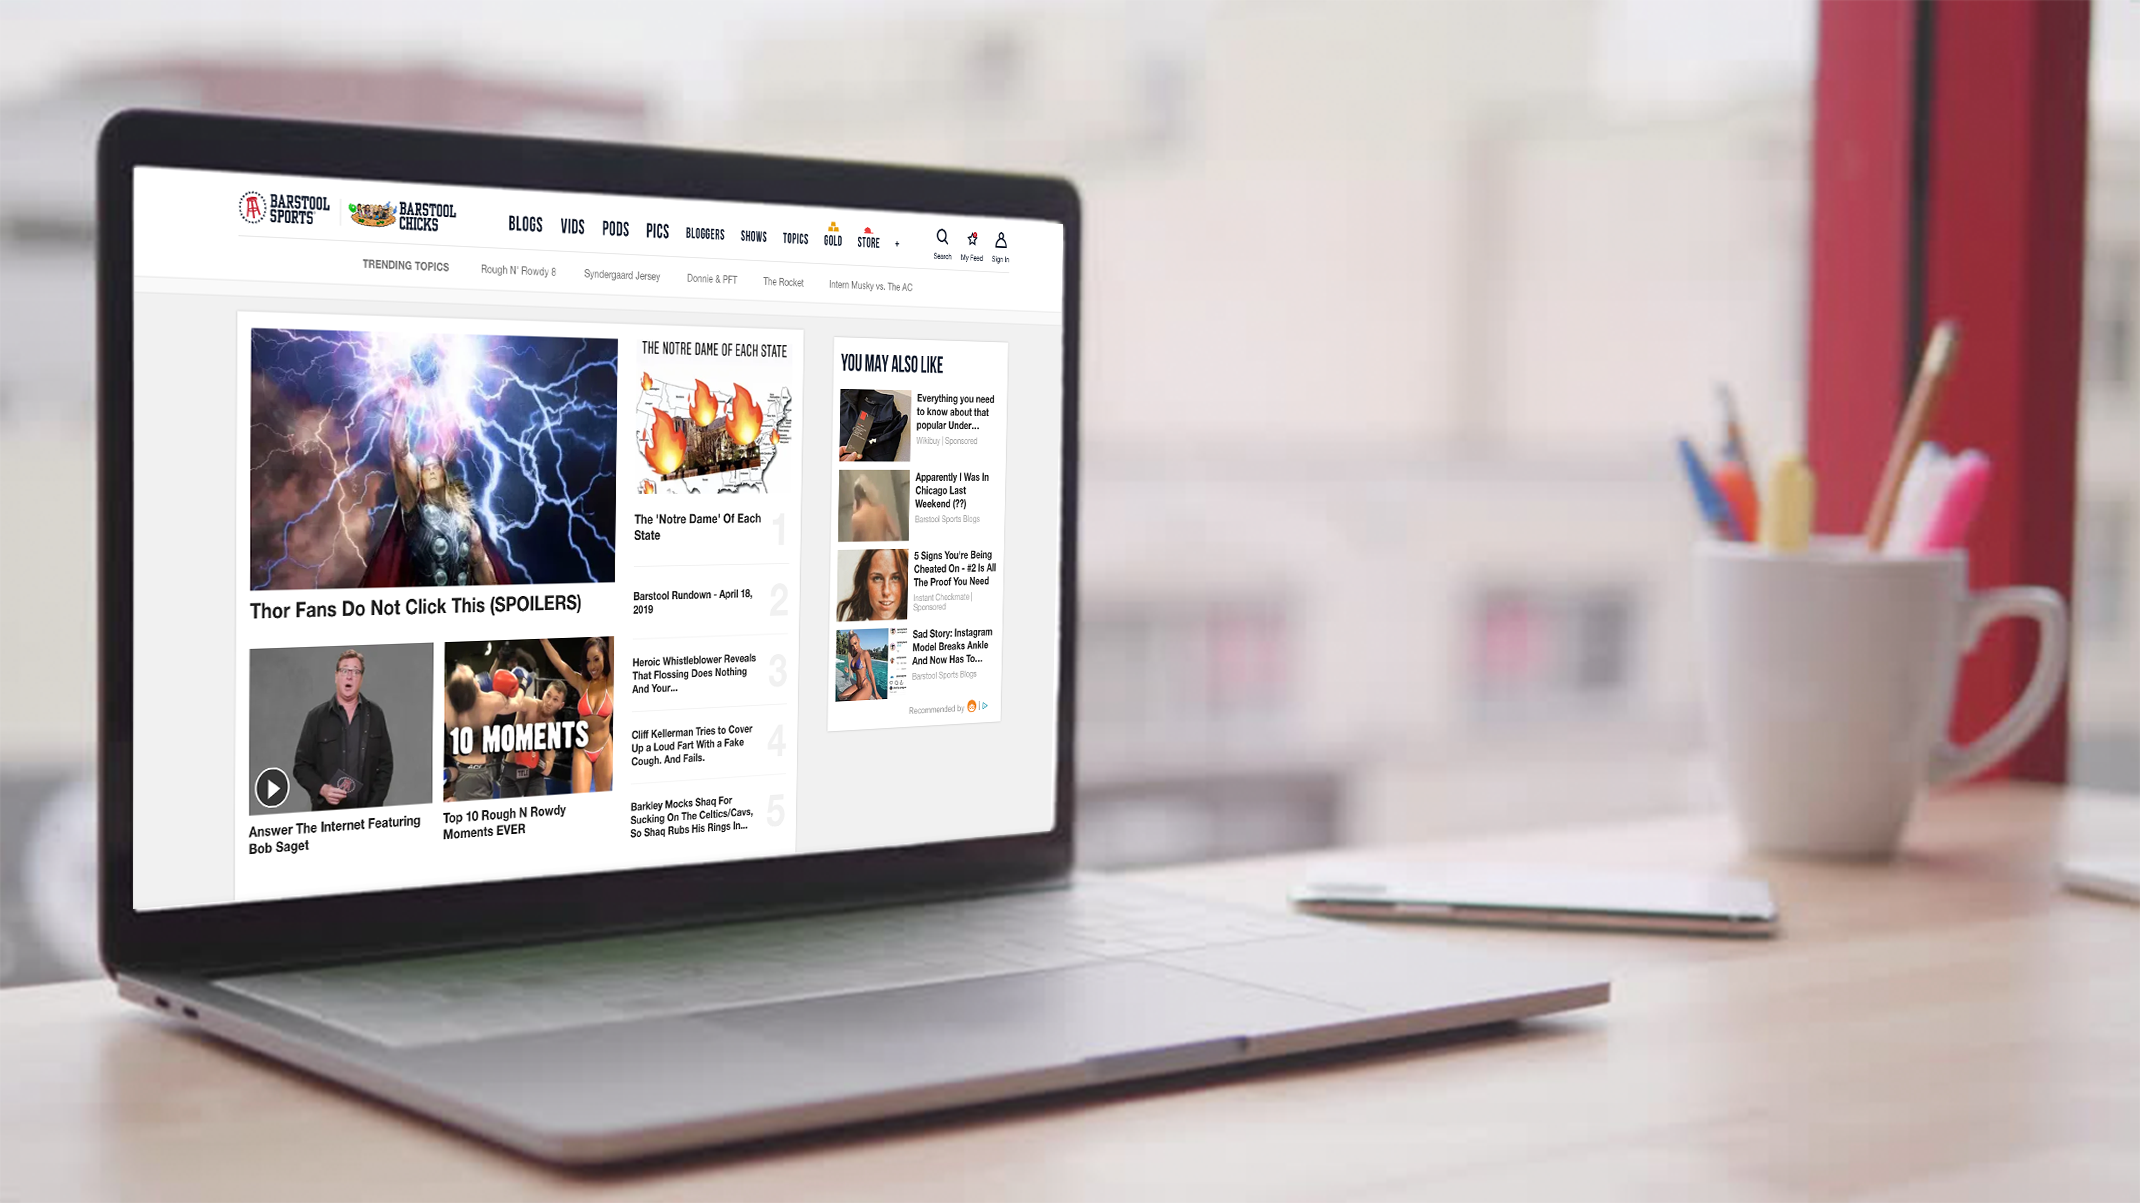 BARSTOOL
SPORTS
BARSTOOL
CHICKS
BLOGS VIDS PODS PICS BLOGGERS SHOWS TOPICS GOLD STORE +
Search My Feed Sign In
TRENDING TOPICS Rough N' Rowdy 8 Syndergaard Jersey Donnie & PFT The Rocket Intern Musky vs. The AC
Thor Fans Do Not Click This (SPOILERS)
Answer The Internet Featuring
Bob Saget
10 MOMENTS
Top 10 Rough N Rowdy
Moments EVER
THE NOTRE DAME OF EACH STATE
The 'Notre Dame' Of Each
State
1
Barstool Rundown - April 18,
2019
2
Heroic Whistleblower Reveals
That Flossing Does Nothing
And Your...
3
Cliff Kellerman Tries to Cover
Up a Loud Fart With a Fake
Cough. And Fails.
4
Barkley Mocks Shaq For
Sucking On The Celtics/Cavs,
So Shaq Rubs His Rings In...
5
YOU MAY ALSO LIKE
Everything you need
to know about that
popular Under...
Wikibuy | Sponsored
Apparently I Was In
Chicago Last
Weekend (??)
Barstool Sports Blogs
5 Signs You're Being
Cheated On - #2 Is All
The Proof You Need
Instant Checkmate |
Sponsored
Sad Story: Instagram
Model Breaks Ankle
And Now Has To...
Barstool Sports Blogs
Recommended by